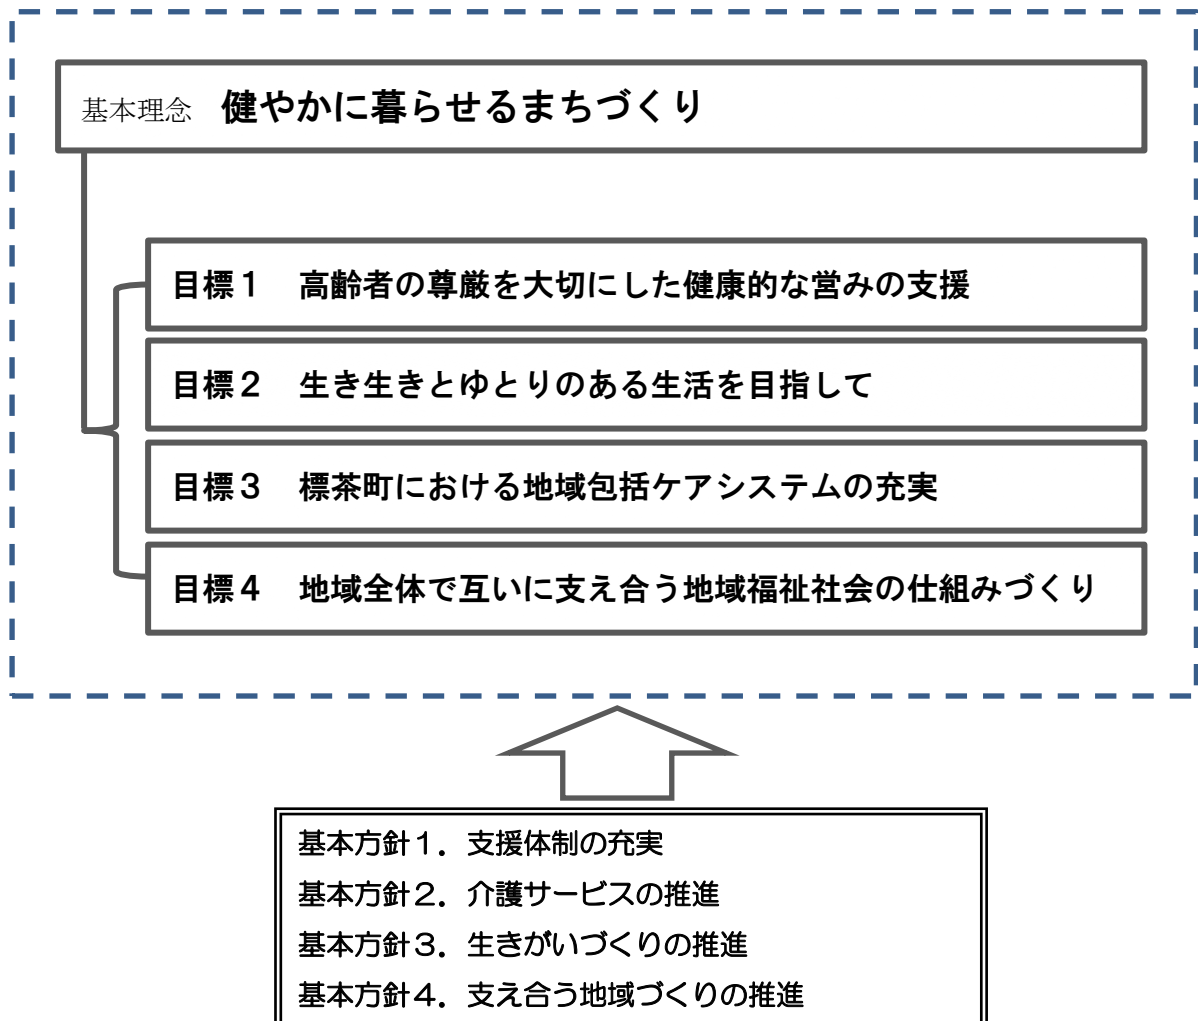 基本理念　健やかに暮らせるまちづくり
目標１　高齢者の尊厳を大切にした健康的な営みの支援
目標２　生き生きとゆとりのある生活を目指して
目標３　標茶町における地域包括ケアシステムの充実
目標４　地域全体で互いに支え合う地域福祉社会の仕組みづくり
基本方針１．支援体制の充実
基本方針２．介護サービスの推進
基本方針３．生きがいづくりの推進
基本方針４．支え合う地域づくりの推進